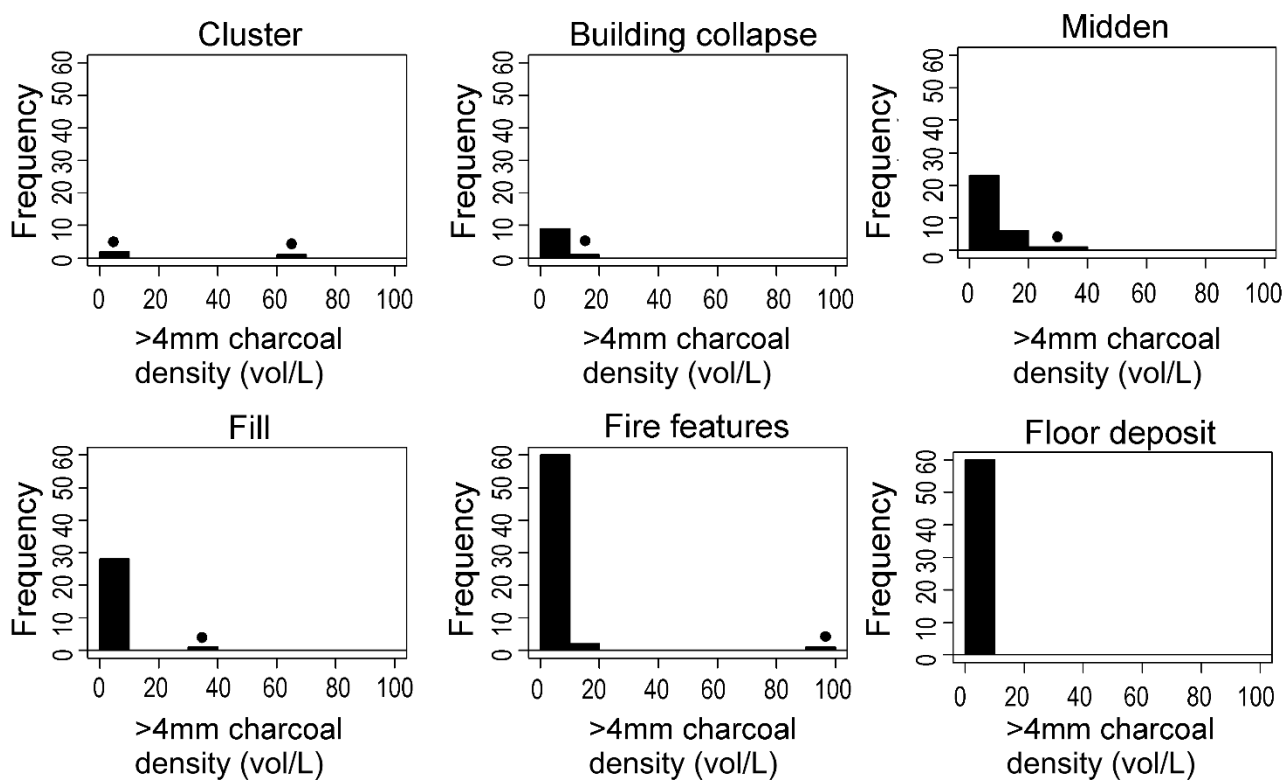 Cluster
Frequency
0 10 20 30 40 50 60
0 20 40 60 80 100
>4mm charcoal
density (vol/L)
Building collapse
Frequency
0 10 20 30 40 50 60
0 20 40 60 80 100
>4mm charcoal
density (vol/L)
Midden
Frequency
0 10 20 30 40 50 60
0 20 40 60 80 100
>4mm charcoal
density (vol/L)
Fill
Frequency
0 10 20 30 40 50 60
0 20 40 60 80 100
>4mm charcoal
density (vol/L)
Fire features
Frequency
0 10 20 30 40 50 60
0 20 40 60 80 100
>4mm charcoal
density (vol/L)
Floor deposit
Frequency
0 10 20 30 40 50 60
0 20 40 60 80 100
>4mm charcoal
density (vol/L)